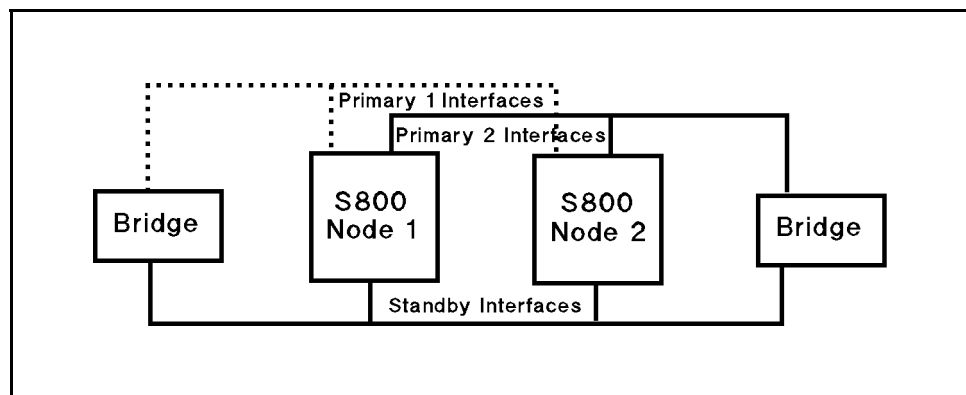 Primary 1 Interfaces
Primary 2 Interfaces
Bridge
S800
Node 1
S800
Node 2
Bridge
Standby Interfaces